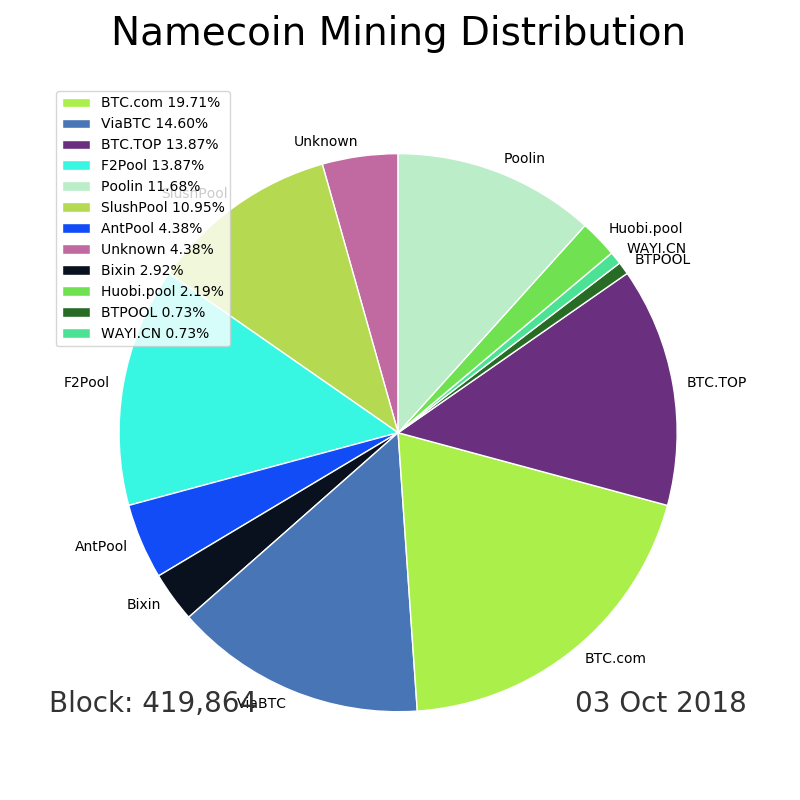 Namecoin Mining Distribution
BTC.com 19.71%
ViaBTC 14.60%
BTC.TOP 13.87%
F2Pool 13.87%
Poolin 11.68%
SlushPool 10.95%
AntPool 4.38%
Unknown 4.38%
Bixin 2.92%
Huobi.pool 2.19%
BTPOOL 0.73%
WAYI.CN 0.73%
Unknown
Poolin
SlushPool
Huobi.pool
WAYI.CN
BTPOOL
F2Pool
BTC.TOP
AntPool
Bixin
BTC.com
ViaBTC
Block: 419,864
03 Oct 2018